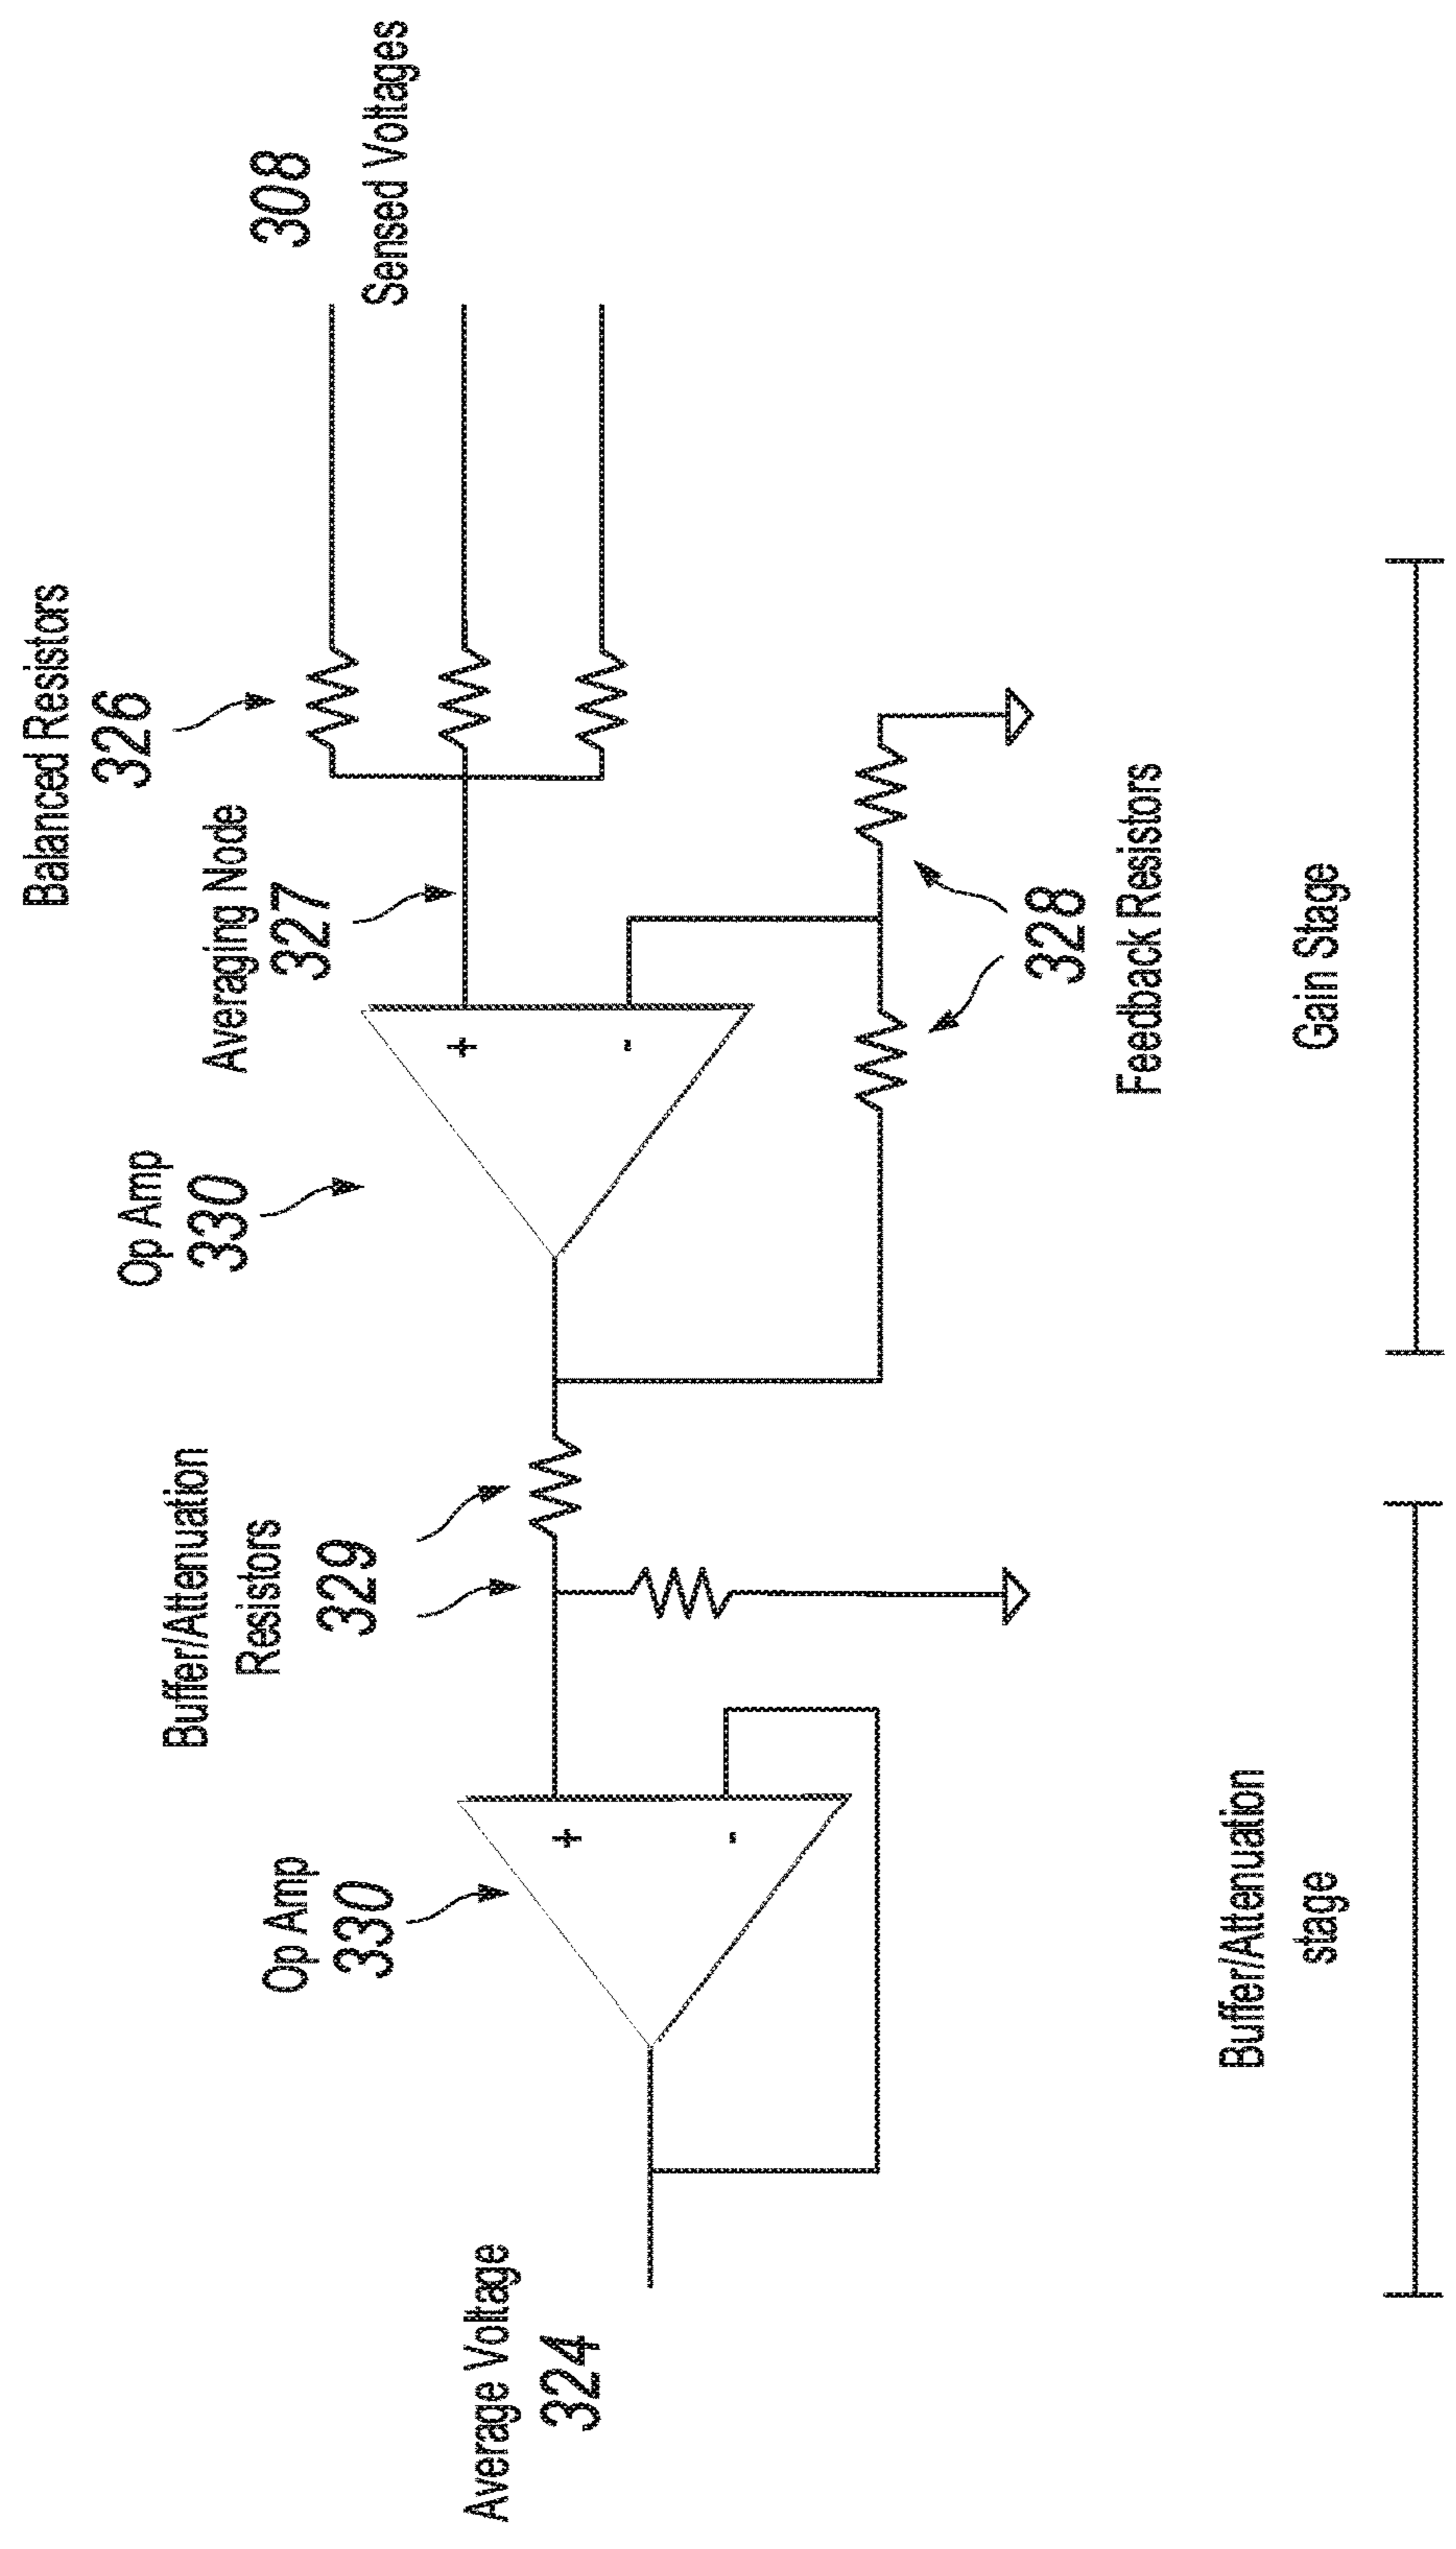 Balanced Resistors
326
308
Sensed Voltages
Averaging Node
327
Op Amp
330
Buffer/Attenuation
Resistors
329
Op Amp
330
+
-
+
-
Average Voltage
324
328
Feedback Resistors
Gain Stage
Buffer/Attenuation
stage